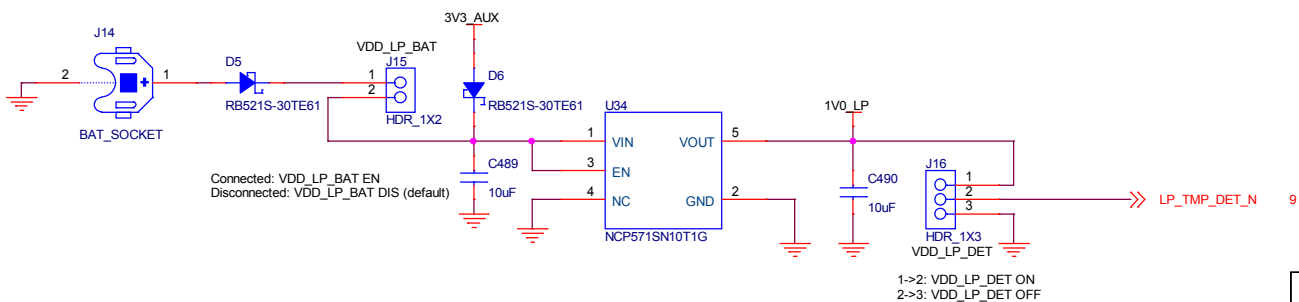 3V3_AUX
J14
VDD_LP_BAT
J15
D5
D6
2
1
1
2
+
RB521S-30TE61
RB521S-30TE61
HDR_1X2
BAT_SOCKET
U34
1V0_LP
1 VIN VOUT 5
3 EN
4 NC GND 2
NCP571SN10T1G
C489
10uF
C490
10uF
J16
1
2
3
HDR_1X3
VDD_LP_DET
LP_TMP_DET_N 9
Connected: VDD_LP_BAT EN
Disconnected: VDD_LP_BAT DIS (default)
1->2: VDD_LP_DET ON
2->3: VDD_LP_DET OFF